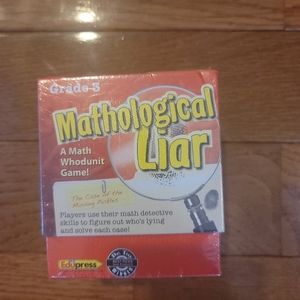 Grade 3
Mathological
Liar
A Math
Whodunit
Game!
The Case of the
Missing Pickles
Players use their math detective
skills to figure out who's lying
and solve each case!
Edupress